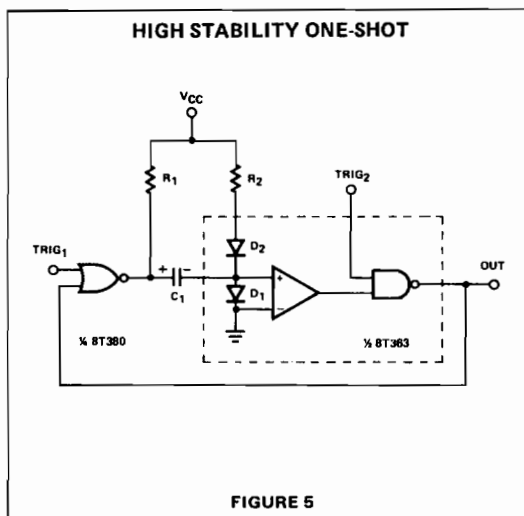 HIGH STABILITY ONE-SHOT
VCC
R1
R2
TRIG2
TRIG1
D2
OUT
+ −
+
C1
D1
−
¼ 8T380
½ 8T363
FIGURE 5